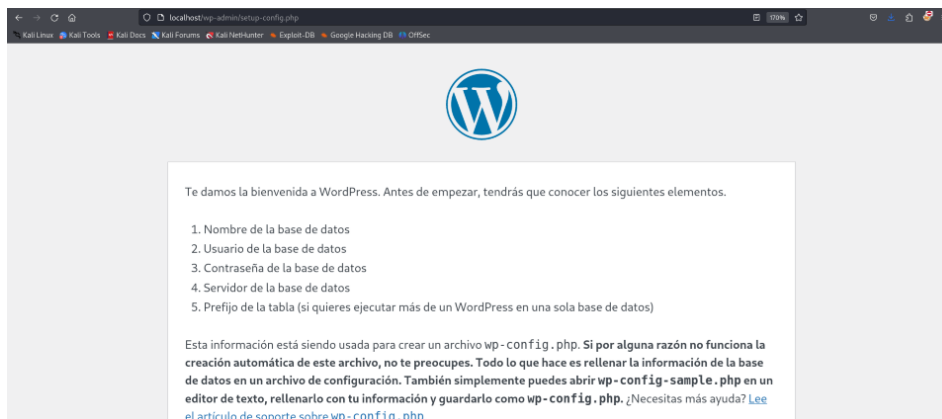 localhost/wp-admin/setup-config.php
170%
Kali Linux Kali Tools Kali Docs Kali Forums Kali NetHunter Exploit-DB Google Hacking DB OffSec
Te damos la bienvenida a WordPress. Antes de empezar, tendrás que conocer los siguientes elementos.
1. Nombre de la base de datos
2. Usuario de la base de datos
3. Contraseña de la base de datos
4. Servidor de la base de datos
5. Prefijo de la tabla (si quieres ejecutar más de un WordPress en una sola base de datos)
Esta información está siendo usada para crear un archivo wp-config.php. Si por alguna razón no funciona la
creación automática de este archivo, no te preocupes. Todo lo que hace es rellenar la información de la base
de datos en un archivo de configuración. También simplemente puedes abrir wp-config-sample.php en un
editor de texto, rellenarlo con tu información y guardarlo como wp-config.php. ¿Necesitas más ayuda? Lee
el artículo de soporte sobre wp-config.php